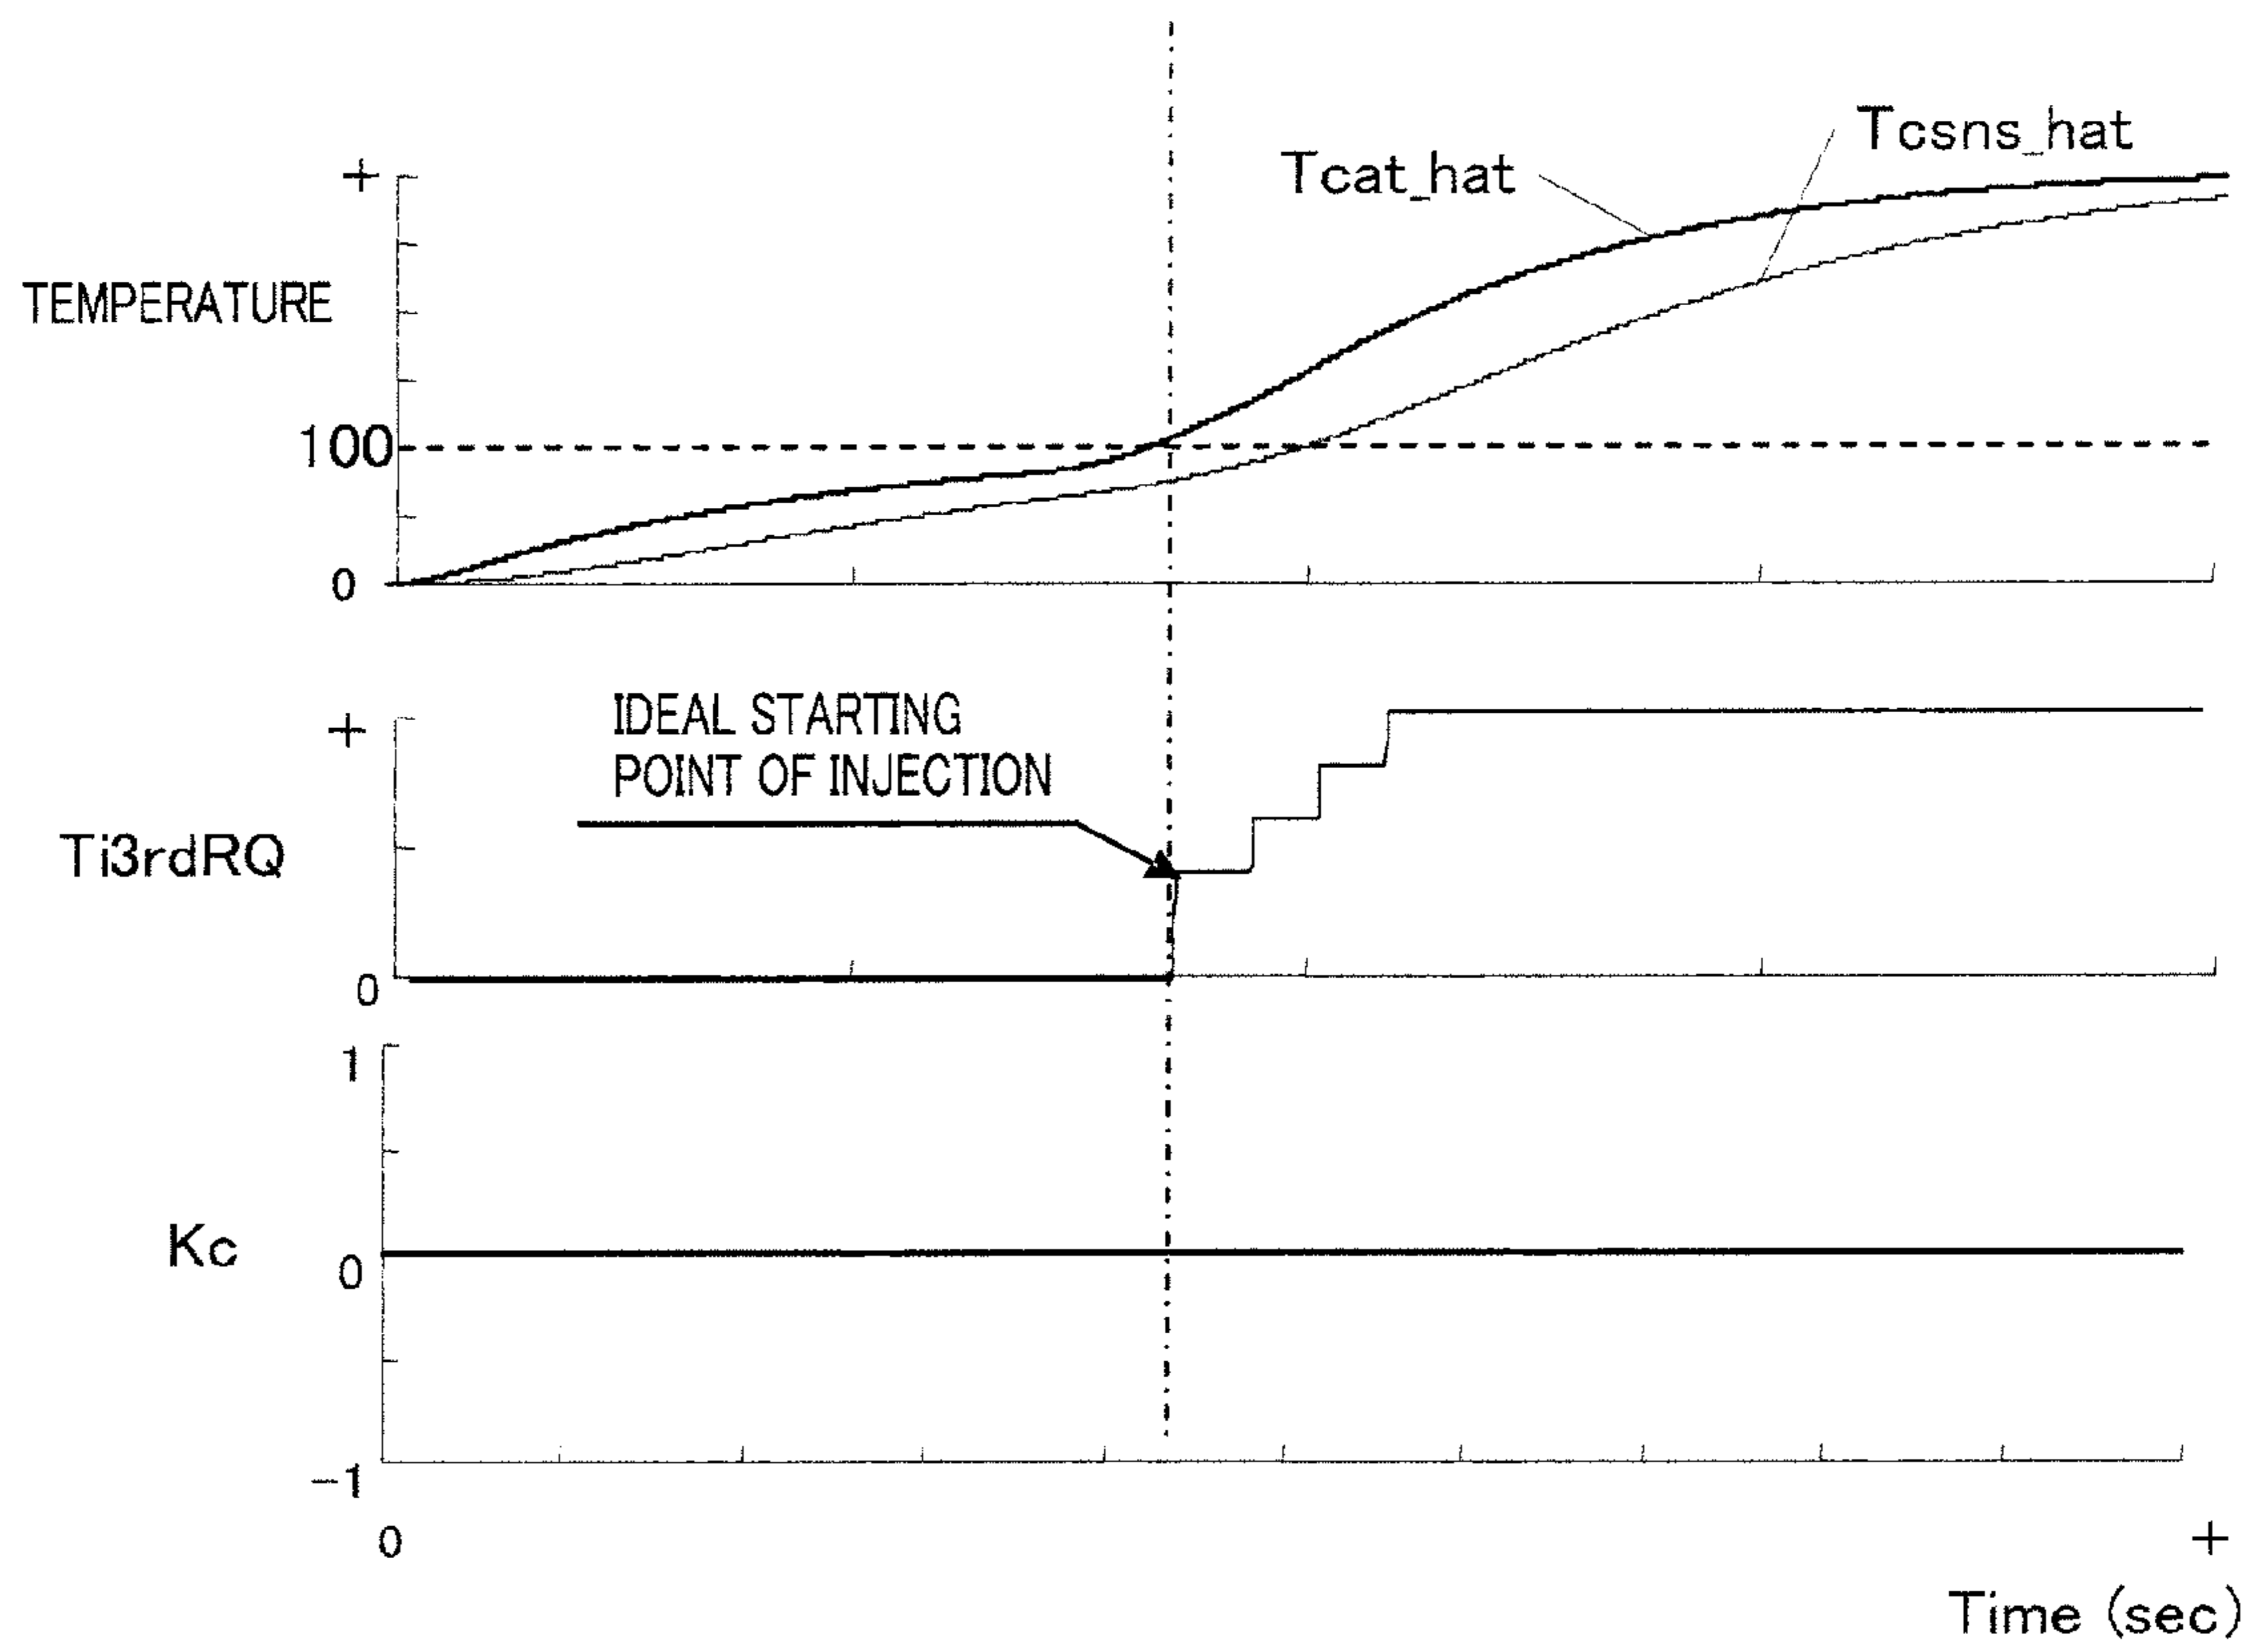 Tcsns_hat
Tcat_hat
+
TEMPERATURE
100
0
IDEAL STARTING
POINT OF INJECTION
+
Ti3rdRQ
0
1
Kc
0
-1
0
+
Time (sec)